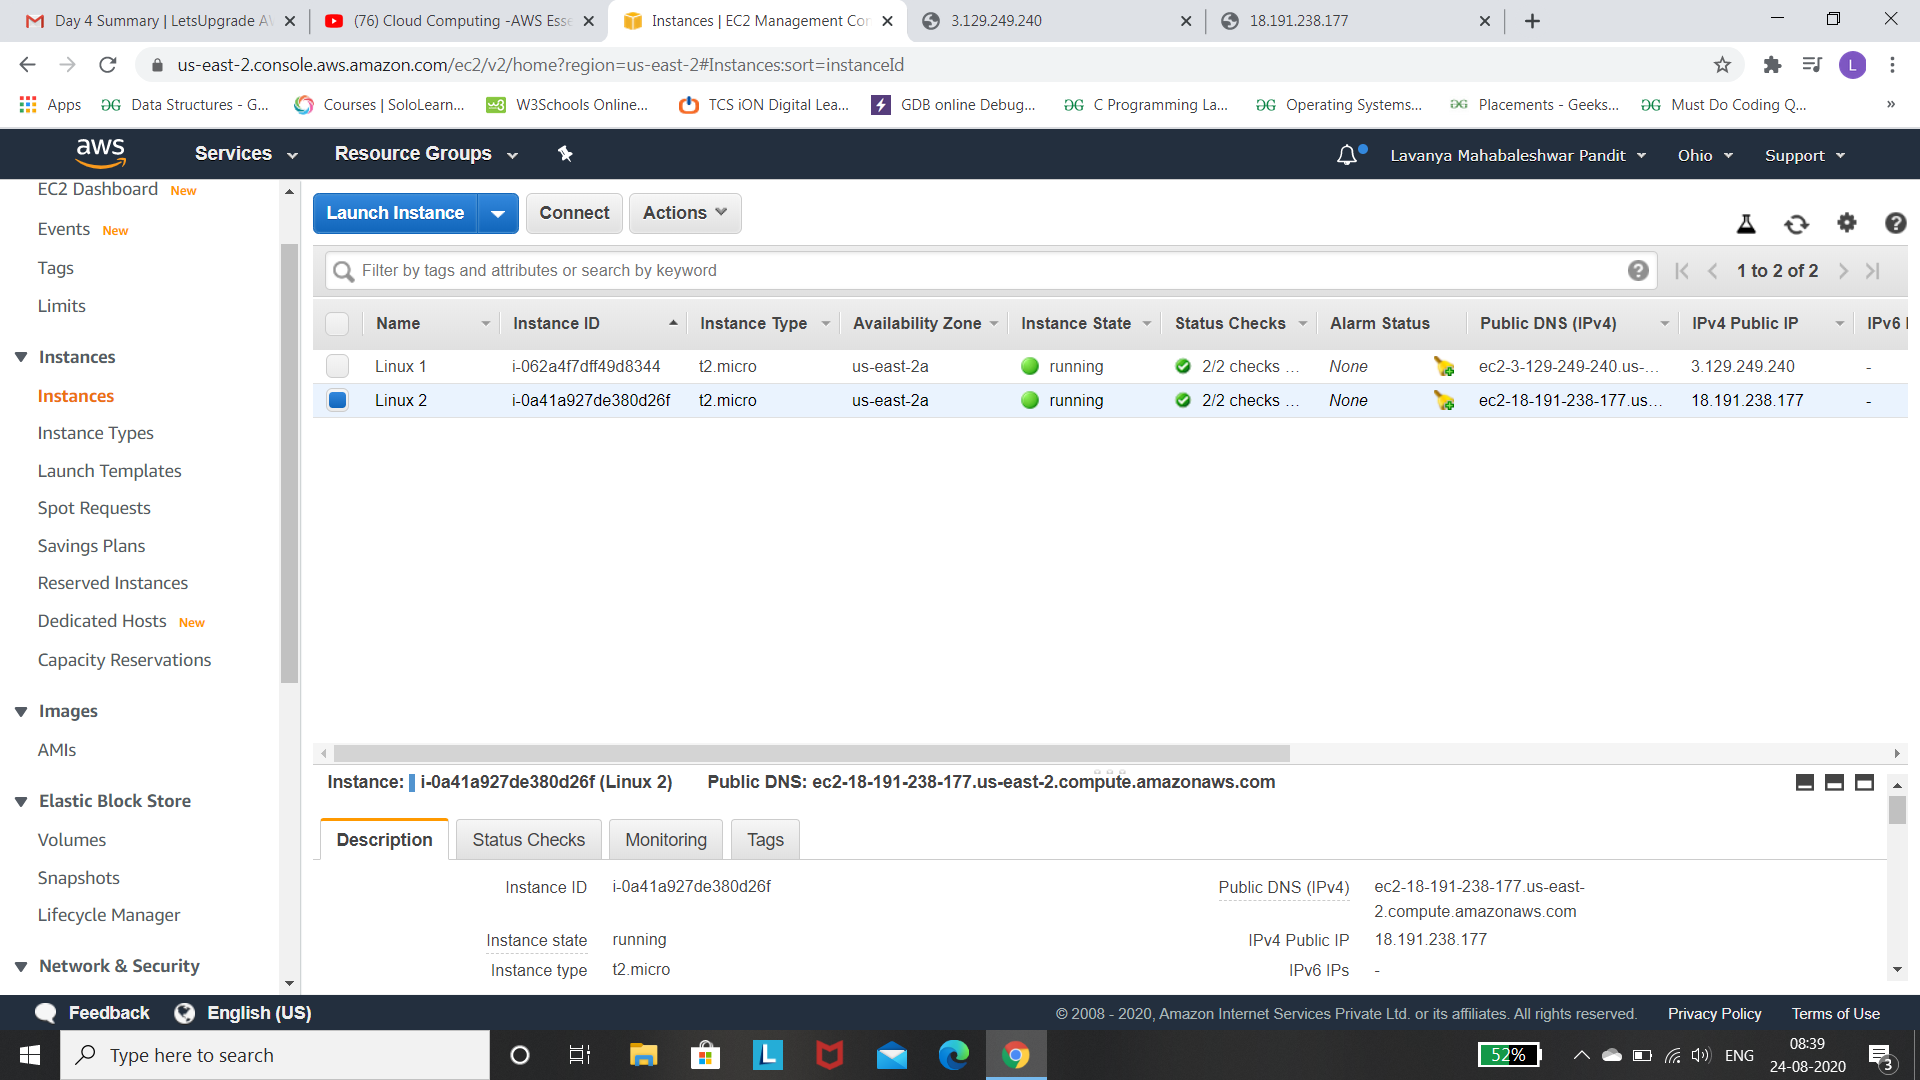 Day 4 Summary | LetsUpgrade A
(76) Cloud Computing -AWS Esse
Instances | EC2 Management Co
3.129.249.240
18.191.238.177
us-east-2.console.aws.amazon.com/ec2/v2/home?region=us-east-2#Instances:sort=instanceId
L
Apps
Data Structures - G...
Courses | SoloLearn...
W3Schools Online...
TCS iON Digital Lea...
GDB online Debug...
C Programming La...
Operating Systems...
Placements - Geeks...
Must Do Coding Q...
»
aws
Services
Resource Groups
Lavanya Mahabaleshwar Pandit
Ohio
Support
EC2 Dashboard New
Events New
Tags
Limits
Instances
Instances
Instance Types
Launch Templates
Spot Requests
Savings Plans
Reserved Instances
Dedicated Hosts New
Capacity Reservations
Images
AMIs
Elastic Block Store
Volumes
Snapshots
Lifecycle Manager
Network & Security
Launch Instance
Connect
Actions
Filter by tags and attributes or search by keyword
1 to 2 of 2
Name Instance ID Instance Type Availability Zone Instance State Status Checks Alarm Status Public DNS (IPv4) IPv4 Public IP IPv6
Linux 1 i-062a4f7dff49d8344 t2.micro us-east-2a running 2/2 checks ... None ec2-3-129-249-240.us-... 3.129.249.240 -
Linux 2 i-0a41a927de380d26f t2.micro us-east-2a running 2/2 checks ... None ec2-18-191-238-177.us... 18.191.238.177 -
Instance: i-0a41a927de380d26f (Linux 2) Public DNS: ec2-18-191-238-177.us-east-2.compute.amazonaws.com
Description
Status Checks
Monitoring
Tags
Instance ID i-0a41a927de380d26f
Instance state running
Instance type t2.micro
Public DNS (IPv4) ec2-18-191-238-177.us-east-
2.compute.amazonaws.com
IPv4 Public IP 18.191.238.177
IPv6 IPs -
Feedback
English (US)
© 2008 - 2020, Amazon Internet Services Private Ltd. or its affiliates. All rights reserved.
Privacy Policy
Terms of Use
Type here to search
L
52%
ENG
08:39
24-08-2020
3